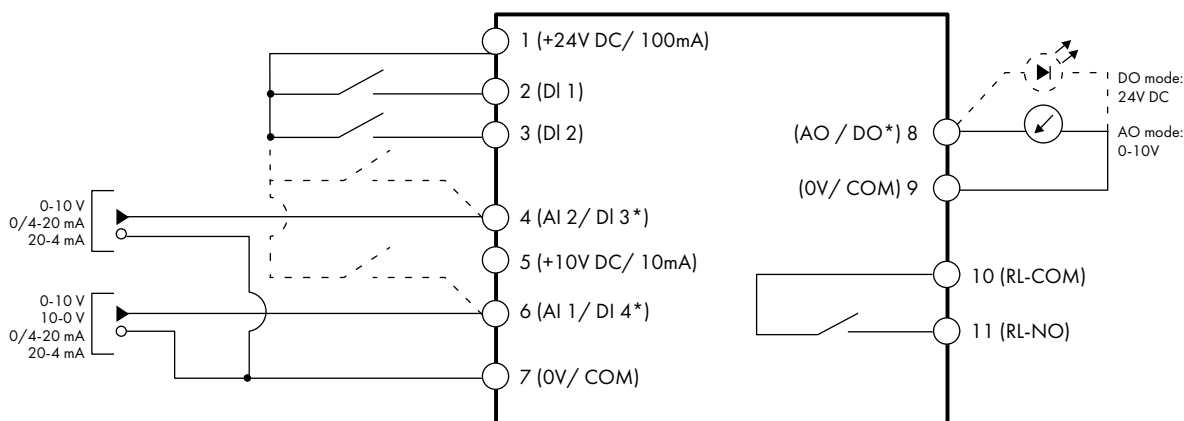 1 (+24V DC/ 100mA)
2 (DI 1)
3 (DI 2)
0-10 V
0/4-20 mA
20-4 mA
4 (AI 2/ DI 3*)
5 (+10V DC/ 10mA)
0-10 V
10-0 V
0/4-20 mA
20-4 mA
6 (AI 1/ DI 4*)
7 (0V/ COM)
DO mode:
24V DC
(AO / DO*) 8
AO mode:
0-10V
(0V/ COM) 9
10 (RL-COM)
11 (RL-NO)